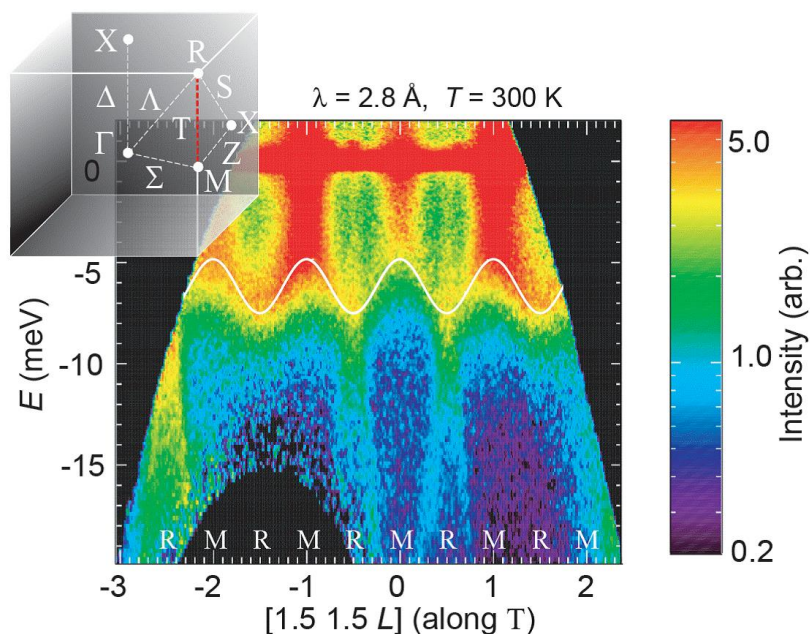 X
R
Δ
Λ
S
T
X
Γ
Z
Σ
M
λ = 2.8 Å, T = 300 K
0
-5
-10
-15
E (meV)
R M R M R M R M R M
-3 -2 -1 0 1 2
[1.5 1.5 L] (along T)
5.0
1.0
0.2
Intensity (arb.)